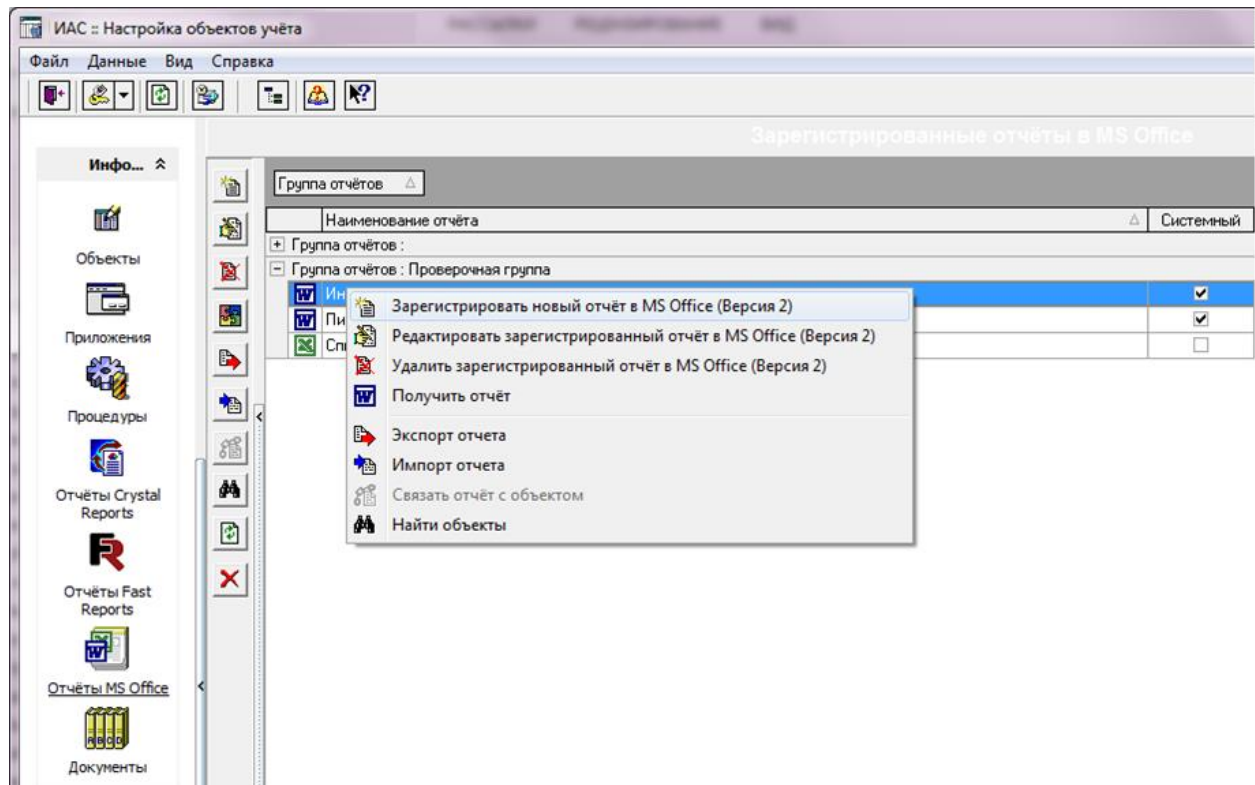 ИАС :: Настройка объектов учёта
Файл Данные Вид Справка
Зарегистрированные отчёты в MS Office
Инфо...
Объекты
Приложения
Процедуры
Отчёты Crystal
Reports
Отчёты Fast
Reports
Отчёты MS Office
Документы
Группа отчётов
Наименование отчёта Системный
Группа отчётов :
Группа отчётов : Проверочная группа
Зарегистрировать новый отчёт в MS Office (Версия 2)
Редактировать зарегистрированный отчёт в MS Office (Версия 2)
Удалить зарегистрированный отчёт в MS Office (Версия 2)
Получить отчёт
Экспорт отчета
Импорт отчета
Связать отчёт с объектом
Найти объекты